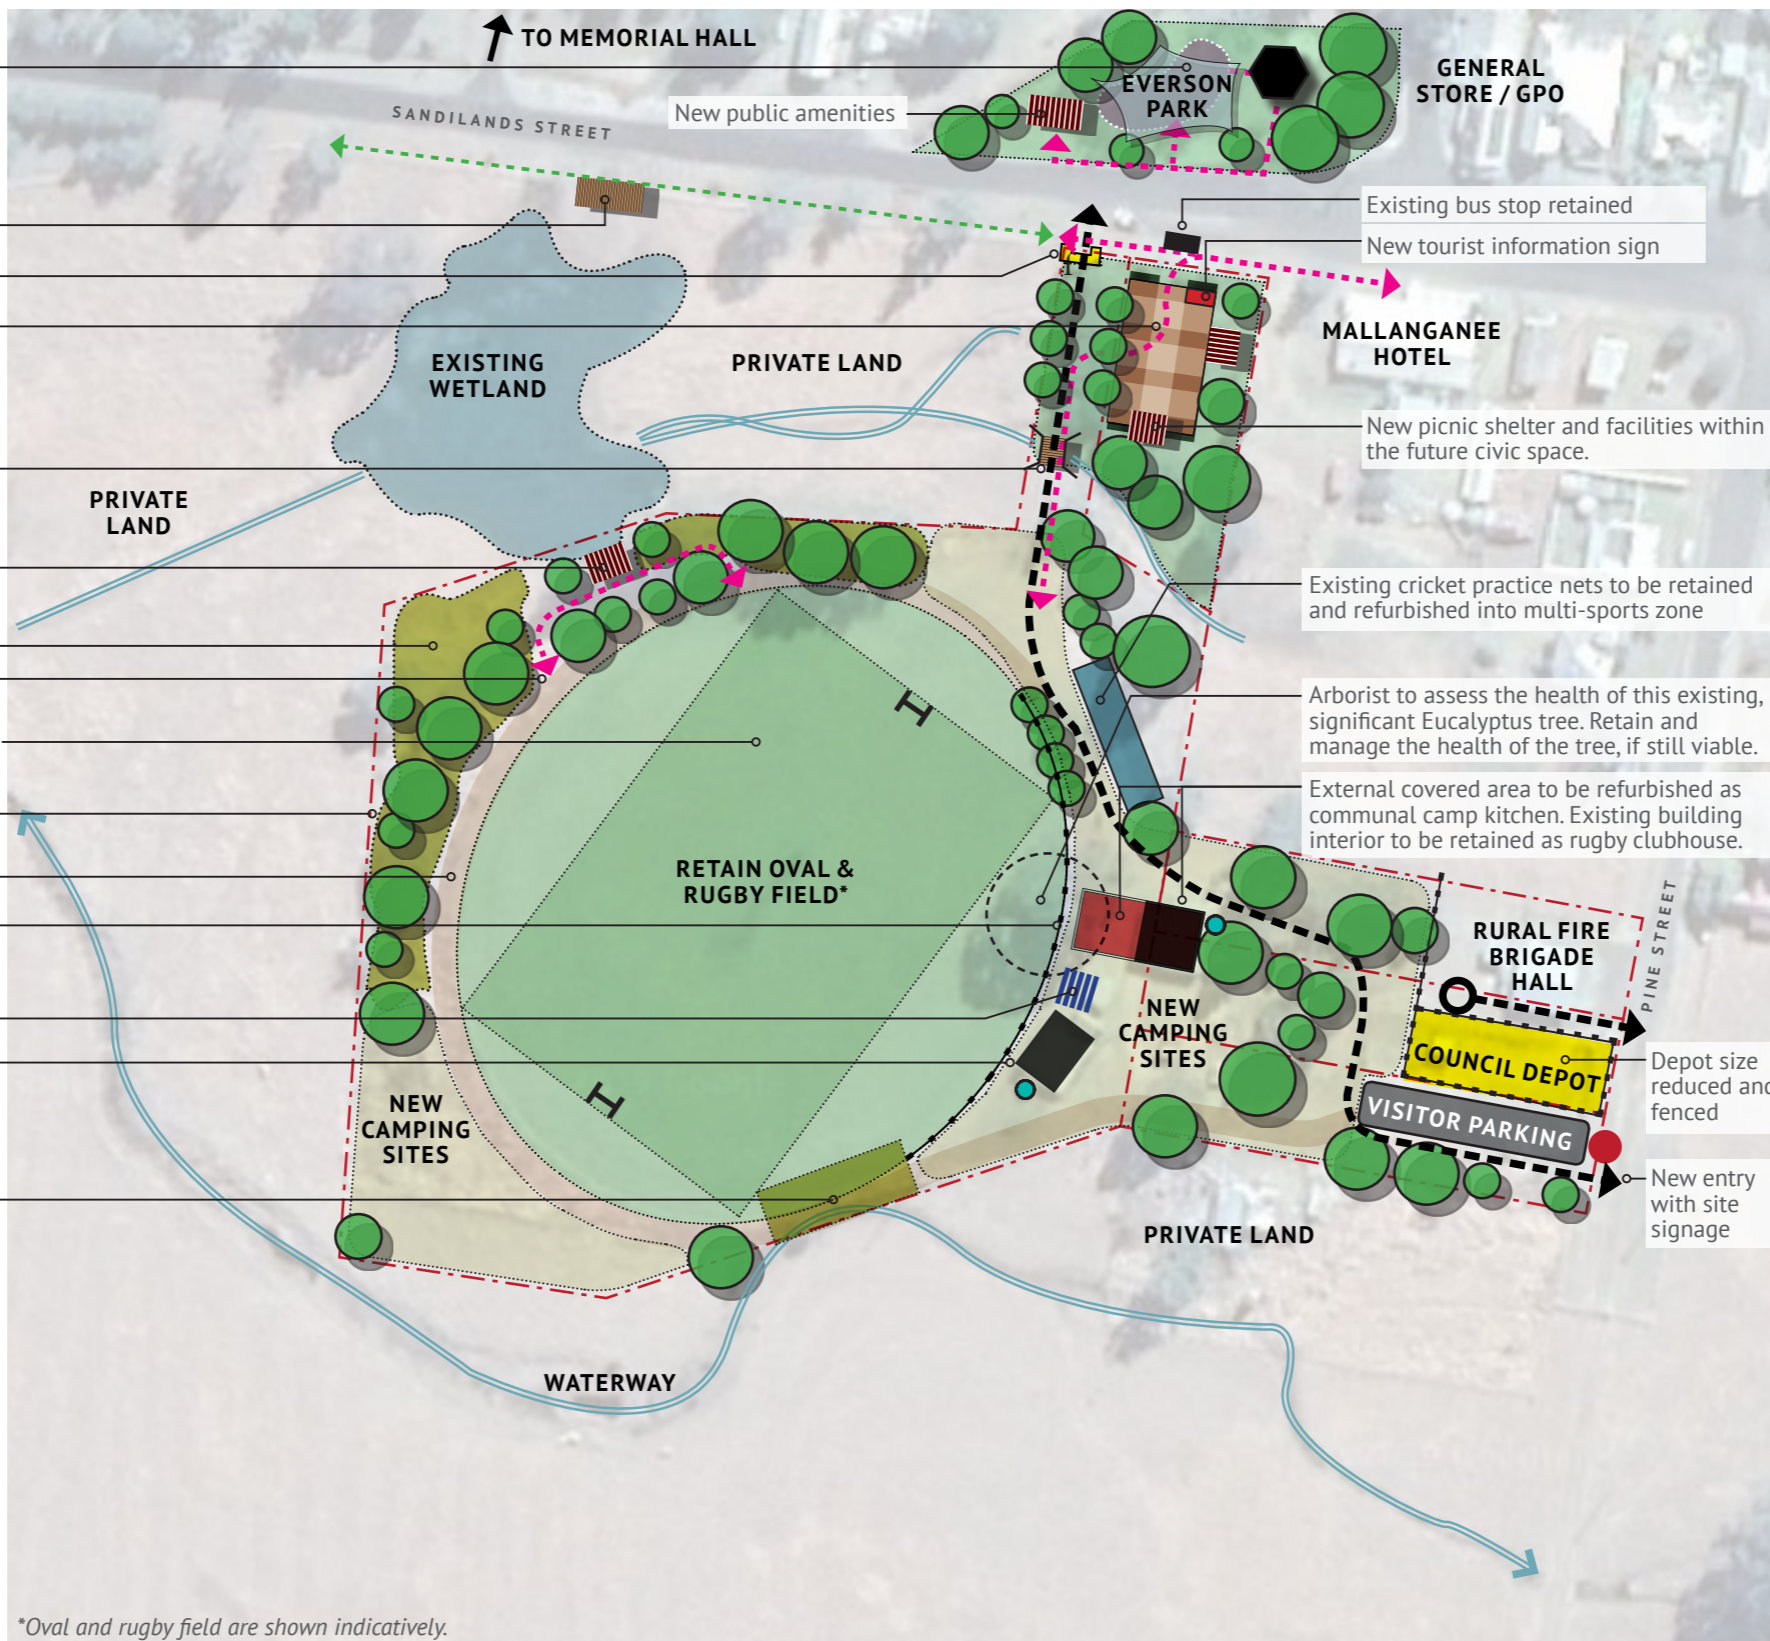 TO MEMORIAL HALL
SANDILANDS STREET
New public amenities
EVERSON
PARK
GENERAL
STORE / GPO
Existing bus stop retained
New tourist information sign
MALLANGANEE
HOTEL
EXISTING
WETLAND
PRIVATE LAND
New picnic shelter and facilities within
the future civic space.
PRIVATE
LAND
Existing cricket practice nets to be retained
and refurbished into multi-sports zone
Arborist to assess the health of this existing,
significant Eucalyptus tree. Retain and
manage the health of the tree, if still viable.
External covered area to be refurbished as
communal camp kitchen. Existing building
interior to be retained as rugby clubhouse.
RETAIN OVAL &
RUGBY FIELD*
RURAL FIRE
BRIGADE
HALL
PINE STREET
NEW
CAMPING
SITES
COUNCIL DEPOT
Depot size
reduced and
fenced
VISITOR PARKING
NEW
CAMPING
SITES
New entry
with site
signage
PRIVATE LAND
WATERWAY
*Oval and rugby field are shown indicatively.